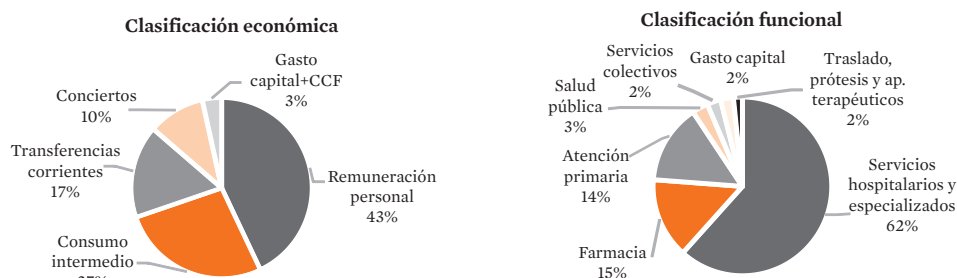 Clasificación económica
Gasto
capital+CCF
3%
Conciertos
10%
Transferencias
corrientes
17%
Remuneración
personal
43%
Consumo
intermedio
Clasificación funcional
Servicios
colectivos
2%
Gasto capital
2%
Traslado,
prótesis y ap.
terapéuticos
2%
Salud
pública
3%
Atención
primaria
14%
Servicios
hospitalarios y
especializados
62%
Farmacia
15%